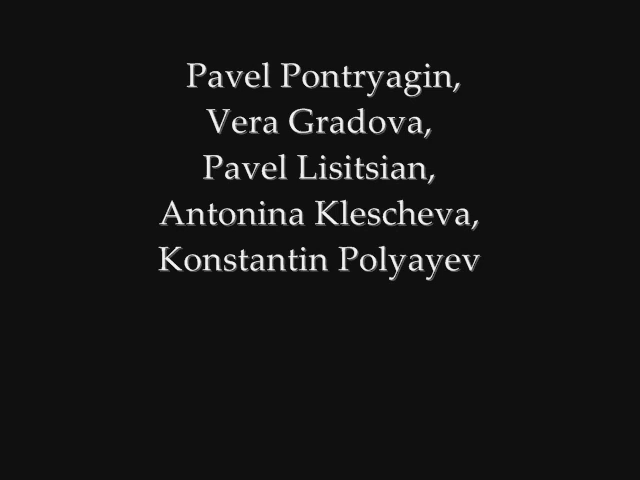 Pavel Pontryagin,
Vera Gradova,
Pavel Lisitsian,
Antonina Klescheva,
Konstantin Polyayev